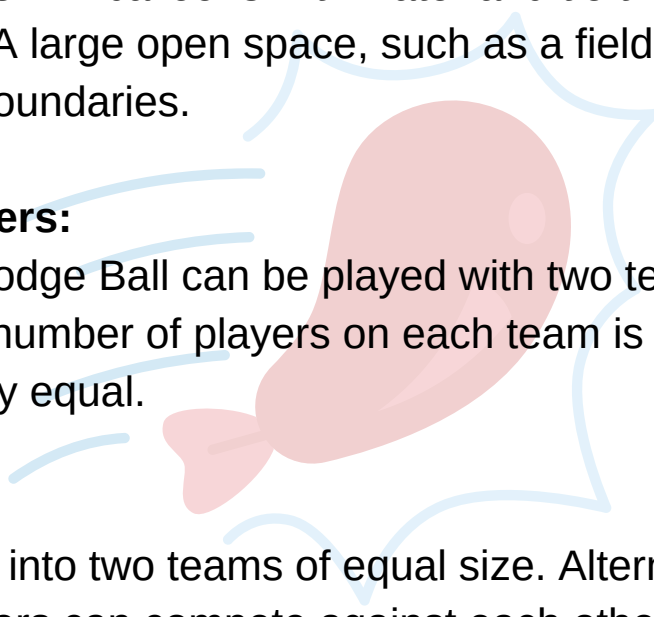 A large open space, such as a field
oundaries.
ers:
odge Ball can be played with two te
number of players on each team is
y equal.
into two teams of equal size. Altern